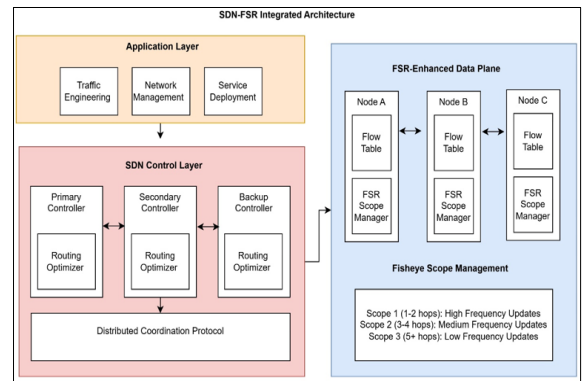 SDN-FSR Integrated Architecture
Application Layer
Traffic
Engineering
Network
Management
Service
Deployment
SDN Control Layer
Primary
Controller
Routing
Optimizer
Secondary
Controller
Routing
Optimizer
Backup
Controller
Routing
Optimizer
Distributed Coordination Protocol
FSR-Enhanced Data Plane
Node A
Flow
Table
FSR
Scope
Manager
Node B
Flow
Table
FSR
Scope
Manager
Node C
Flow
Table
FSR
Scope
Manager
Fisheye Scope Management
Scope 1 (1-2 hops): High Frequency Updates
Scope 2 (3-4 hops): Medium Frequency Updates
Scope 3 (5+ hops): Low Frequency Updates